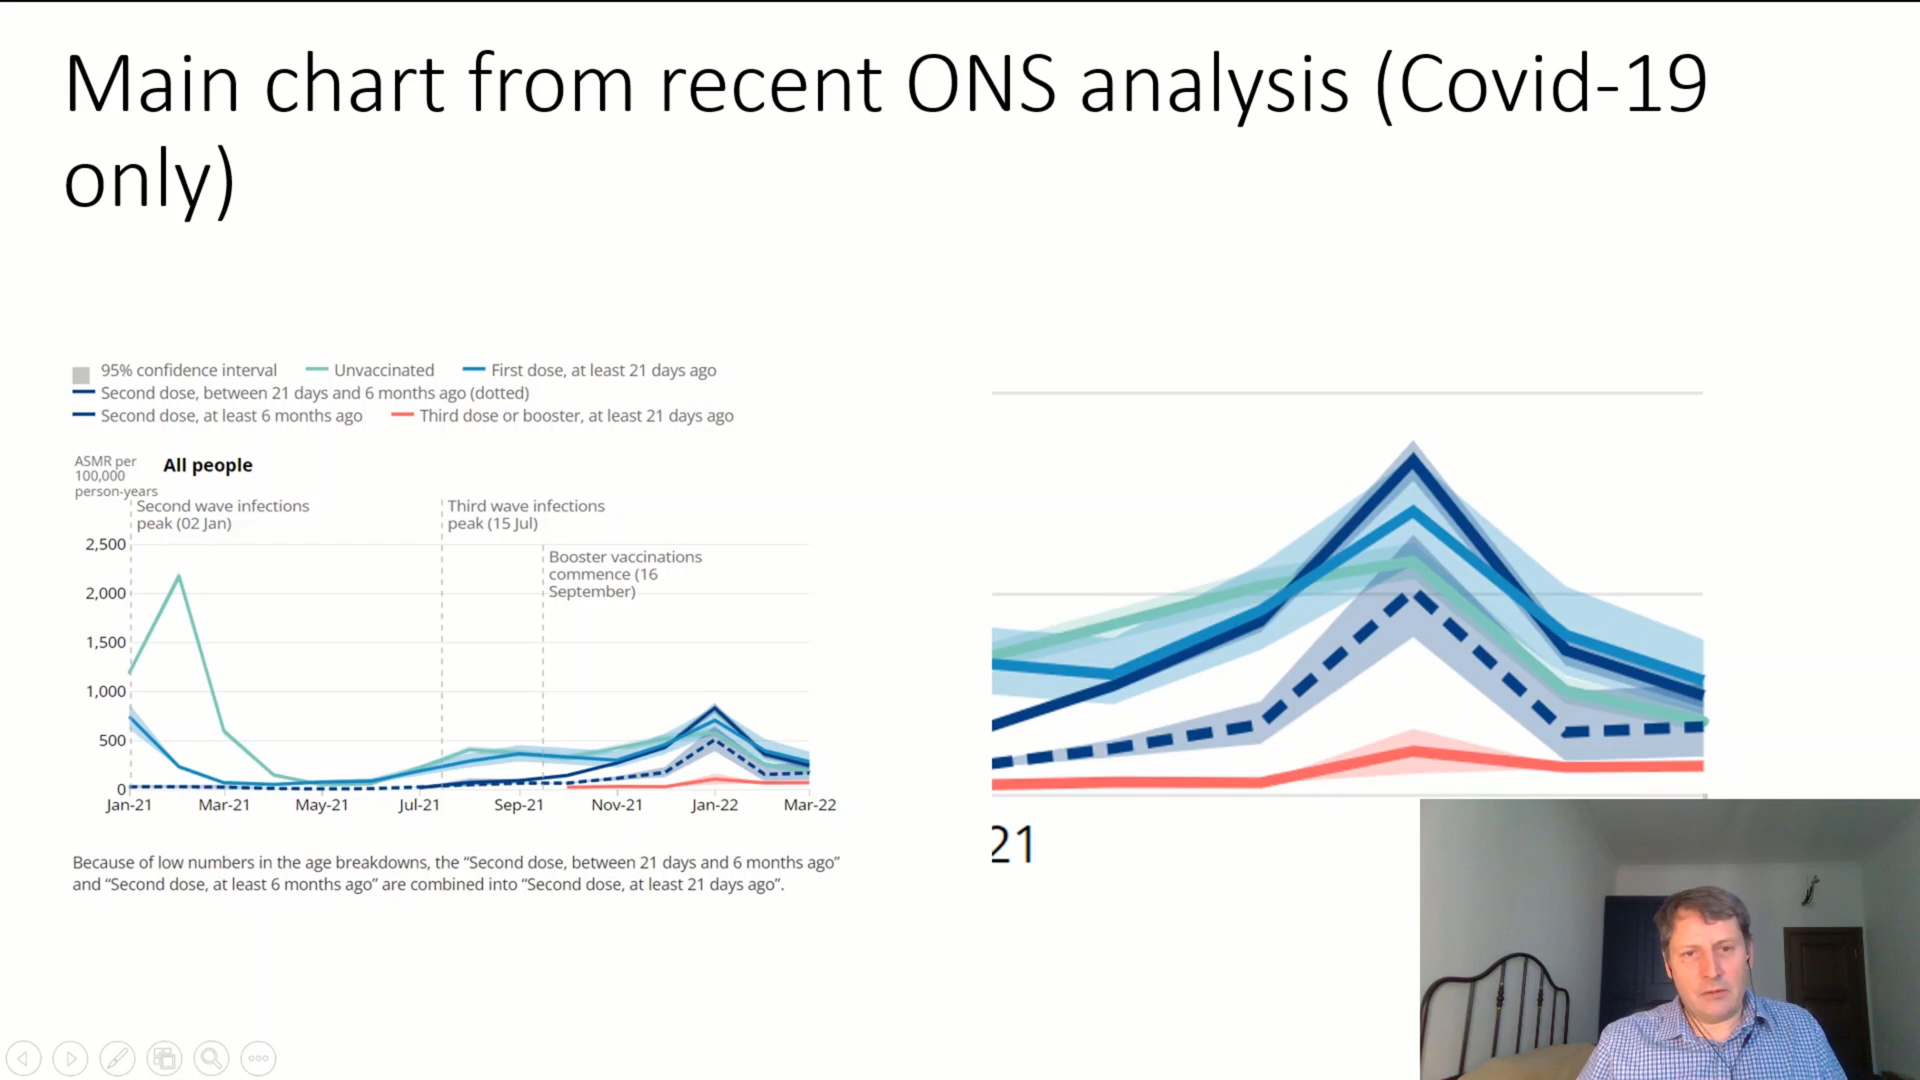 Main chart from recent ONS analysis (Covid-19
only)
95% confidence interval Unvaccinated First dose, at least 21 days ago
Second dose, between 21 days and 6 months ago (dotted)
Second dose, at least 6 months ago Third dose or booster, at least 21 days ago
ASMR per
100,000
person-years
All people
Second wave infections
peak (02 Jan)
Third wave infections
peak (15 Jul)
Booster vaccinations
commence (16
September)
2,500
2,000
1,500
1,000
500
0
Jan-21 Mar-21 May-21 Jul-21 Sep-21 Nov-21 Jan-22 Mar-22
Because of low numbers in the age breakdowns, the “Second dose, between 21 days and 6 months ago”
and “Second dose, at least 6 months ago” are combined into “Second dose, at least 21 days ago”.
21